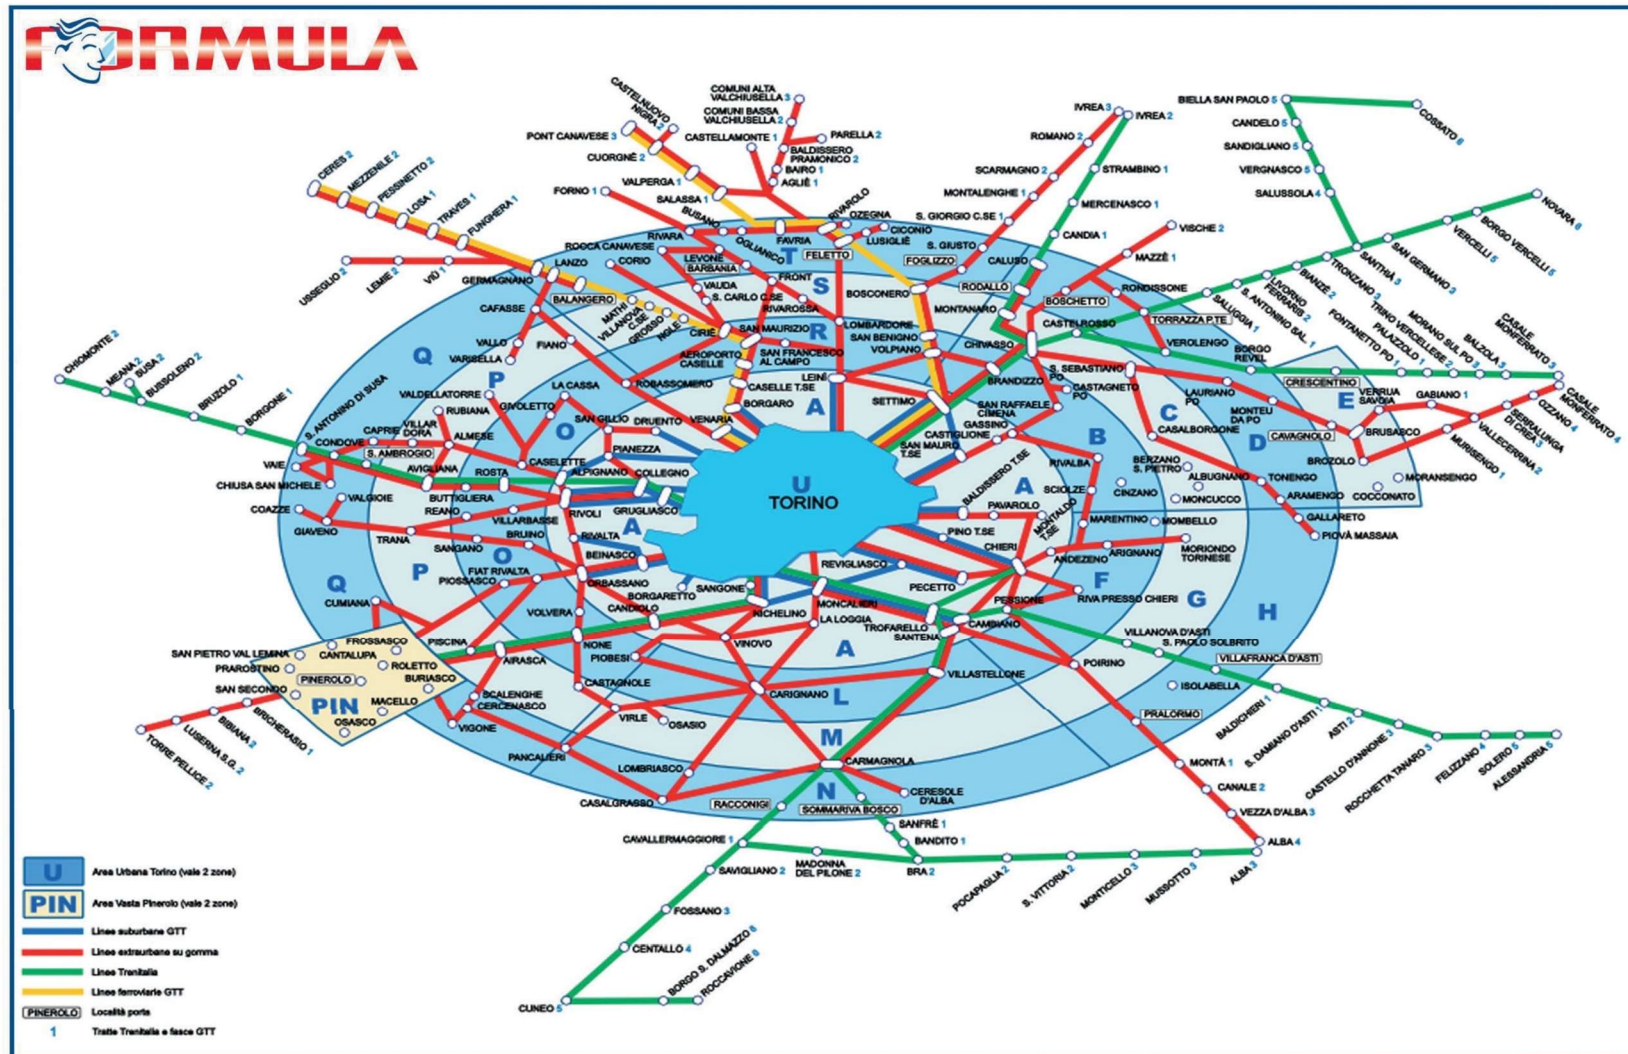 FORMULA
CASTELNUOVO
NIGRA 2
COMUNI ALTA
VALCHIUSELLA 3
COMUNI BASSA
VALCHIUSELLA 2
PONT CANAVESE 3
CASTELLAMONTE 1
PARELLA 2
CUORGNÈ 2
BALDISSERO
PRAMONICO 2
BAIRO 1
AGLIÈ 1
VALPERGA 1
FORNO 1
SALASSA 1
IVREA 3
IVREA 2
ROMANO 2
SCARMAGNO 2
STRAMBINO 1
MONTALENGHE 1
MERCENASCO 1
S. GIORGIO C.SE 1
CANDIA 1
S. GIUSTO
VISCHE 2
MAZZÈ 1
BIELLA SAN PAOLO 5
COSSATO 6
CANDELO 5
SANDIGLIANO 5
VERGNASCO 5
SALUSSOLA 4
NOVARA 6
BORGO VERCELLI 5
VERCELLI 5
SAN GERMANO 3
SANTHIÀ 3
TRONZANO 3
BIANZÈ 2
LIVORNO
FERRARIS 2
S. ANTONINO SAL. 1
SALUGGIA 1
CERES 2
MEZZENILE 2
PESSINETTO 2
LOSA 1
TRAVES 1
FUNGHERA 1
USSEGLIO 2
LEMIE 2
VIÙ 1
GERMAGNANO
LANZO
BALANGERO
MATHI
VILLANOVA
C.SE
GROSSO
NOLE
CIRIÈ
BUSANO
RIVARA
ROCCA CANAVESE
CORIO
LEVONE
BARBANIA
OGLIANICO
T
FAVRIA
RIVAROLO
OZEGNA
CICONIO
LUSIGLIÈ
FELETTO
FOGLIZZO
FRONT
S
VAUDA
S. CARLO C.SE
RIVAROSSA
BOSCONERO
CALUSO
RODALLO
MONTANARO
BOSCHETTO
RONDISSONE
TORRAZZA P.TE
CASTELROSSO
VEROLENGO
CHIVASSO
BORGO
REVEL
FONTANETTO PO 1
PALAZZOLO 1
TRINO VERCELLESE 2
MORANO SUL PO 3
BALZOLA 3
CASALE
MONFERRATO 3
CASALE
MONFERRATO 4
OZZANO 4
SERRALUNGA
DI CREA 3
VALLECERRINA 2
MURISENGO 1
GABIANO 1
CRESCENTINO
VERRUA
SAVOIA
E
BRUSASCO
CAVAGNOLO
BROZOLO
MORANSENGO
COCCONATO
MONTEU
DA PO
LAURIANO
PO
D
C
CASALBORGONE
S. SEBASTIANO
PO
CASTAGNETO
PO
BRANDIZZO
SAN RAFFAELE
CIMENA
GASSINO
CASTIGLIONE
SAN MAURO
T.SE
SETTIMO
LEINÌ
LOMBARDORE
SAN BENIGNO
VOLPIANO
R
SAN MAURIZIO
SAN FRANCESCO
AL CAMPO
AEROPORTO
CASELLE
CASELLE T.SE
BORGARO
VENARIA
A
ROBASSOMERO
CAFASSE
FIANO
VALLO
VARISELLA
Q
P
LA CASSA
VALDELLATORRE
GIVOLETTO
RUBIANA
SAN GILLIO
DRUENTO
O
PIANEZZA
ALPIGNANO
COLLEGNO
CASELETTE
ALMESE
VILLAR
DORA
CAPRIE
CONDOVE
S. AMBROGIO
AVIGLIANA
BUTTIGLIERA
ROSTA
S. ANTONINO DI SUSA
VAIE
CHIUSA SAN MICHELE
CHIOMONTE 2
MEANA 2
SUSA 2
BUSSOLENO 2
BRUZOLO 1
BORGONE 1
VALGIOIE
COAZZE
GIAVENO
REANO
TRANA
VILLARBASSE
SANGANO
BRUINO
RIVOLI
GRUGLIASCO
A
RIVALTA
BEINASCO
O
P
Q
FIAT RIVALTA
PIOSSASCO
ORBASSANO
BORGARETTO
CANDIOLO
SANGONE
NICHELINO
U
TORINO
REVIGLIASCO
MONCALIERI
LA LOGGIA
TROFARELLO
SANTENA
CAMBIANO
PECETTO
PINO T.SE
CHIERI
BALDISSERO T.SE
PAVAROLO
MONTALDO
T.SE
A
B
RIVALBA
SCIOLZE
CINZANO
MARENTINO
BERZANO
S. PIETRO
ALBUGNANO
MONCUCCO
MOMBELLO
TONENGO
ARAMENGO
GALLARETO
PIOVÀ MASSAIA
ANDEZENO
ARIGNANO
MORIONDO
TORINESE
F
RIVA PRESSO CHIERI
PESSIONE
G
H
VILLANOVA D'ASTI
S. PAOLO SOLBRITO
VILLAFRANCA D'ASTI
POIRINO
ISOLABELLA
PRALORMO
BALDICHIERI 1
S. DAMIANO D'ASTI 1
ASTI 2
CASTELLO D'ANNONE 3
ROCCHETTA TANARO 3
FELIZZANO 4
SOLERO 5
ALESSANDRIA 5
MONTÀ 1
CANALE 2
VEZZA D'ALBA 3
ALBA 4
ALBA 3
CUMIANA
VOLVERA
NONE
PIOBESI
VINOVO
A
VILLASTELLONE
PISCINA
AIRASCA
CASTAGNOLE
CARIGNANO
L
SCALENGHE
CERCENASCO
VIGONE
VIRLE
OSASIO
M
PANCALIERI
LOMBRIASCO
CASALGRASSO
CARMAGNOLA
N
CERESOLE
D'ALBA
RACCONIGI
SOMMARIVA BOSCO
SANFRÈ 1
BANDITO 1
CAVALLERMAGGIORE 1
SAVIGLIANO 2
MADONNA
DEL PILONE 2
BRA 2
POCAPAGLIA 2
S. VITTORIA 2
MONTICELLO 3
MUSSOTTO 3
FOSSANO 3
CENTALLO 4
BORGO S. DALMAZZO 6
ROCCAVIONE 6
CUNEO 5
FROSSASCO
SAN PIETRO VAL LEMINA
CANTALUPA
PRAROSTINO
ROLETTO
PINEROLO
BURIASCO
SAN SECONDO
MACELLO
PIN
OSASCO
BRICHERASIO 1
BIBIANA 2
LUSERNA S.G. 2
TORRE PELLICE 2
U Area Urbana Torino (vale 2 zone)
PIN Area Vasta Pinerolo (vale 2 zone)
Linee suburbane GTT
Linee extraurbane su gomma
Linee Trenitalia
Linee ferroviarie GTT
PINEROLO Località porta
1 Tratte Trenitalia e fasce GTT